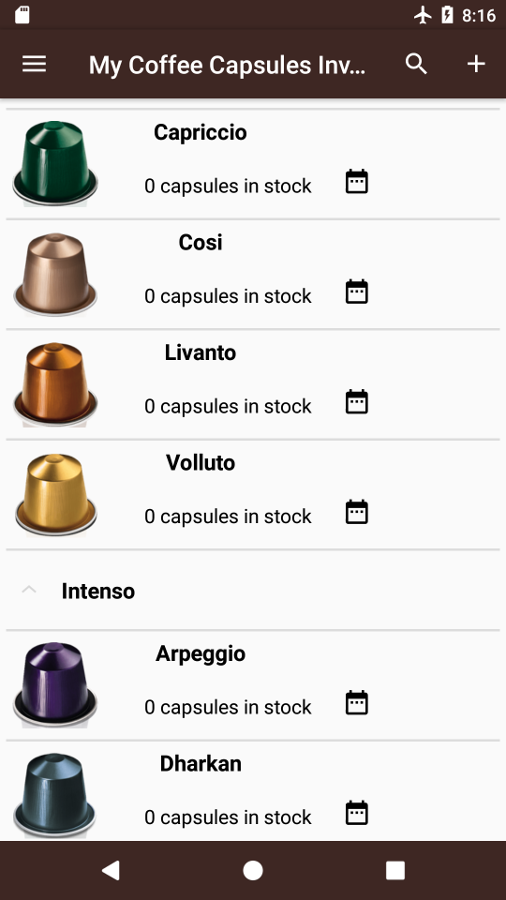 8:16
My Coffee Capsules Inv...
Capriccio
0 capsules in stock
Cosi
0 capsules in stock
Livanto
0 capsules in stock
Volluto
0 capsules in stock
Intenso
Arpeggio
0 capsules in stock
Dharkan
0 capsules in stock